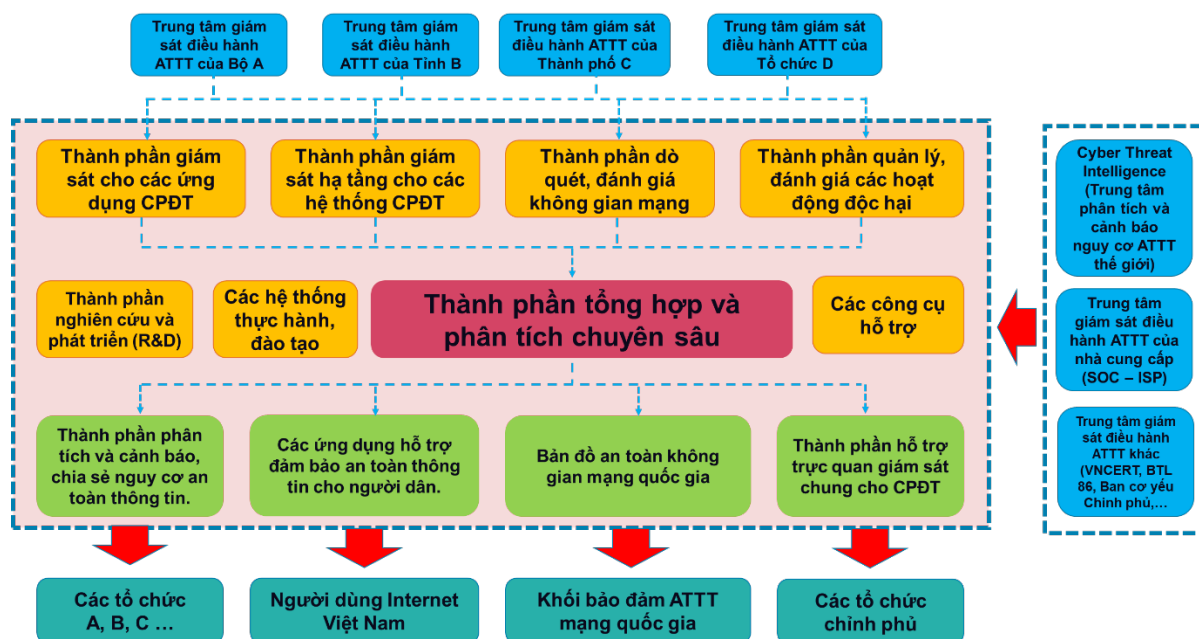 Trung tâm giám
sát điều hành
ATTT của Bộ A
Trung tâm giám
sát điều hành
ATTT của Tỉnh B
Trung tâm giám sát
điều hành ATTT của
Thành phố C
Trung tâm giám sát
điều hành ATTT của
Tổ chức D
Thành phần giám
sát cho các ứng
dụng CPĐT
Thành phần giám
sát hạ tầng cho các
hệ thống CPĐT
Thành phần dò
quét, đánh giá
không gian mạng
Thành phần quản lý,
đánh giá các hoạt
động độc hại
Thành phần
nghiên cứu và
phát triển (R&D)
Các hệ thống
thực hành,
đào tạo
Thành phần tổng hợp và
phân tích chuyên sâu
Các công cụ
hỗ trợ
Thành phần phân
tích và cảnh báo,
chia sẻ nguy cơ an
toàn thông tin.
Các ứng dụng hỗ trợ
đảm bảo an toàn thông
tin cho người dân.
Bản đồ an toàn không
gian mạng quốc gia
Thành phần hỗ trợ
trực quan giám sát
chung cho CPĐT
Các tổ chức
A, B, C ...
Người dùng Internet
Việt Nam
Khối bảo đảm ATTT
mạng quốc gia
Các tổ chức
chính phủ
Cyber Threat
Intelligence
(Trung tâm
phân tích và
cảnh báo
nguy cơ ATTT
thế giới)
Trung tâm
giám sát điều
hành ATTT của
nhà cung cấp
(SOC – ISP)
Trung tâm giám
sát điều hành
ATTT khác
(VNCERT, BTL
86, Ban cơ yếu
Chính phủ,…